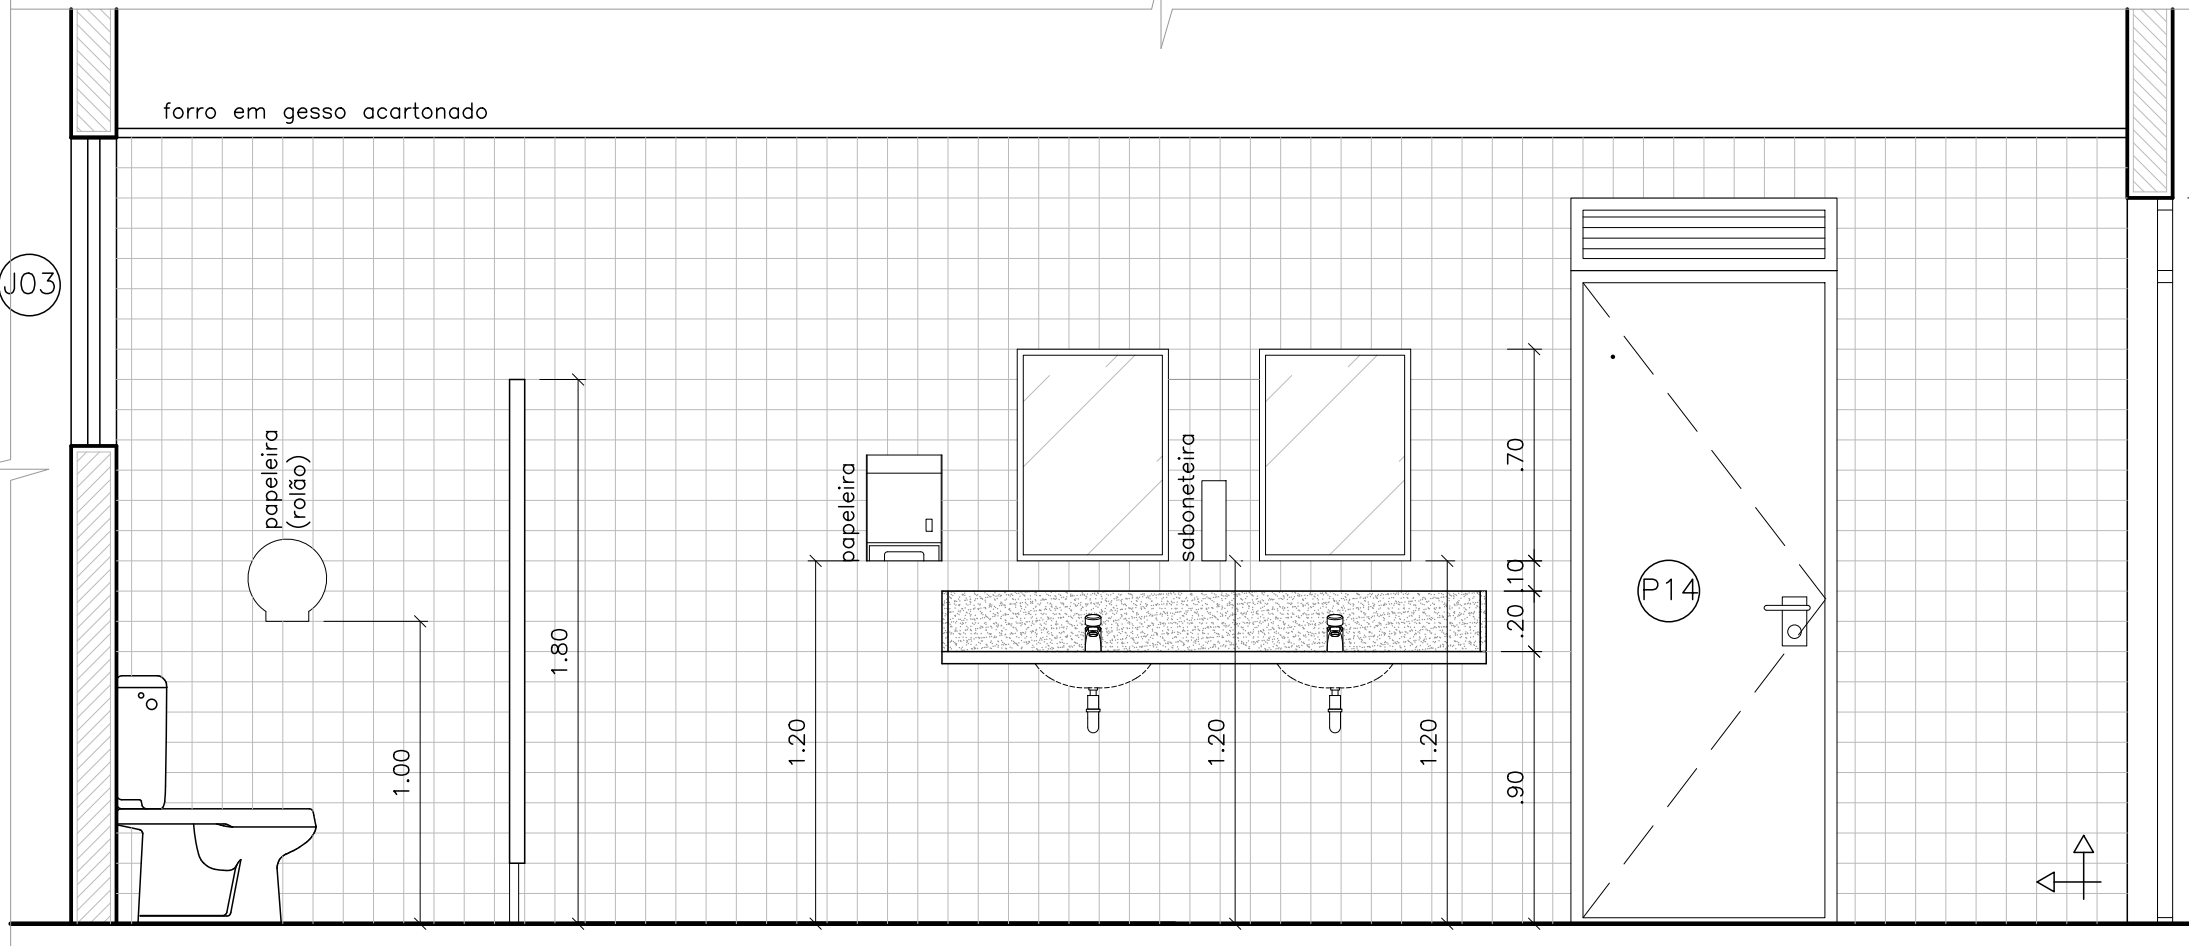 forro em gesso acartonado
J03
papeleira
(rolão)
1.00
1.80
papeleira
1.20
saboneteira
1.20
1.20
.70
.10
.20
.90
P14